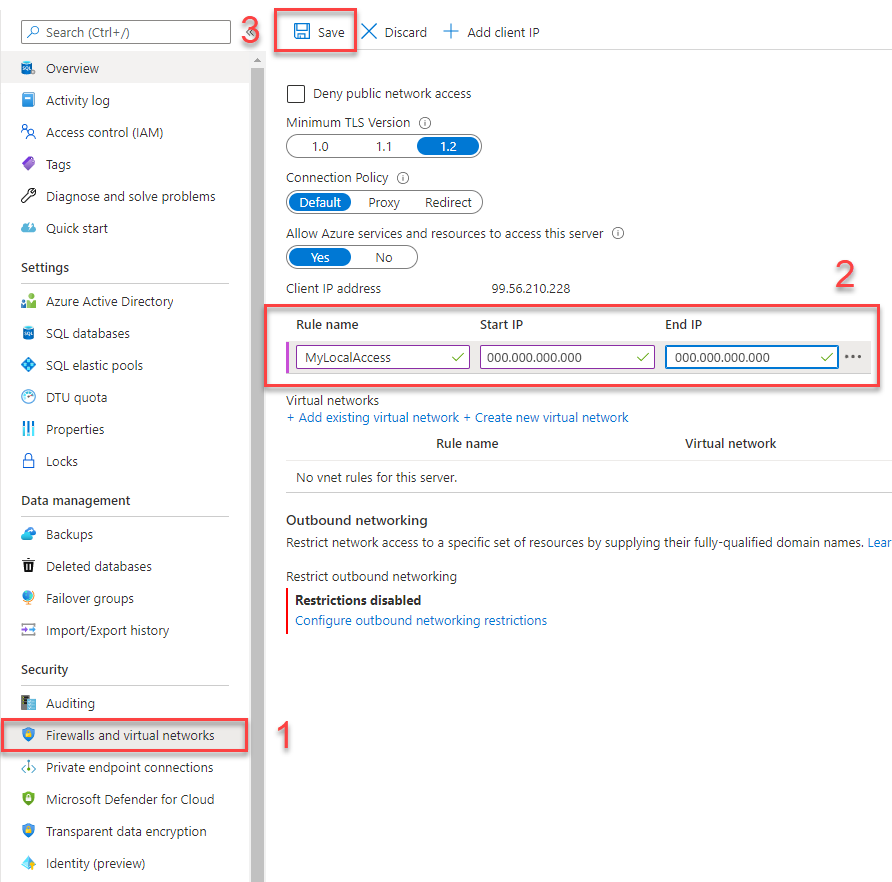 Search (Ctrl+/)
«
3
Save
Discard
Add client IP
Overview
Activity log
Access control (IAM)
Tags
Diagnose and solve problems
Quick start
Settings
Azure Active Directory
SQL databases
SQL elastic pools
DTU quota
Properties
Locks
Data management
Backups
Deleted databases
Failover groups
Import/Export history
Security
Auditing
Firewalls and virtual networks
1
Private endpoint connections
Microsoft Defender for Cloud
Transparent data encryption
Identity (preview)
Deny public network access
Minimum TLS Version
1.0 1.1 1.2
Connection Policy
Default Proxy Redirect
Allow Azure services and resources to access this server
Yes No
Client IP address 99.56.210.228
2
Rule name Start IP End IP
MyLocalAccess 000.000.000.000 000.000.000.000
Virtual networks
+ Add existing virtual network + Create new virtual network
Rule name Virtual network
No vnet rules for this server.
Outbound networking
Restrict network access to a specific set of resources by supplying their fully-qualified domain names. Lear
Restrict outbound networking
Restrictions disabled
Configure outbound networking restrictions